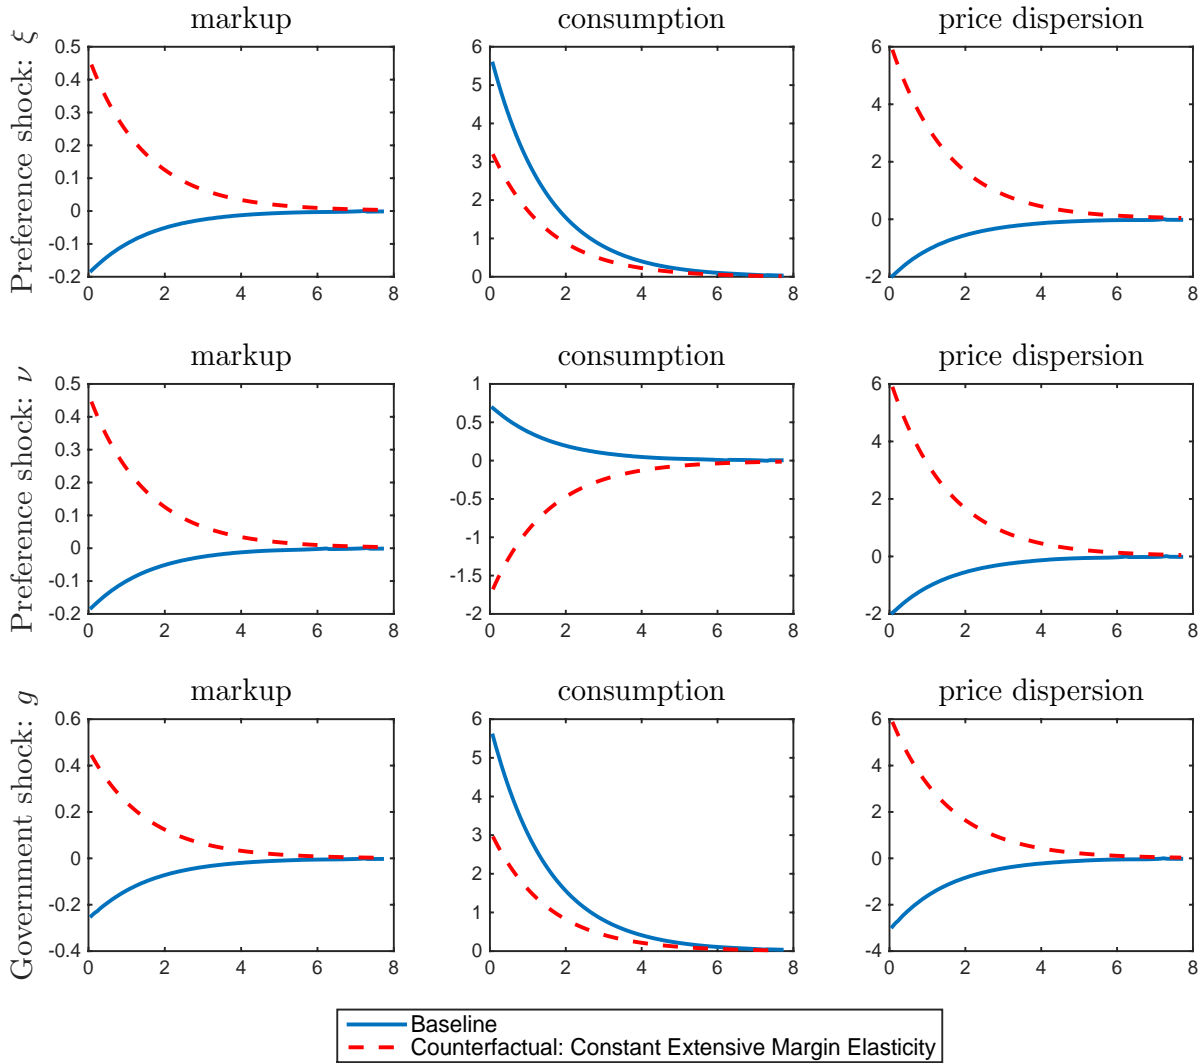 markup
consumption
price dispersion
Preference shock: ξ
0.5
0.4
0.3
0.2
0.1
0
-0.1
-0.2
0 2 4 6 8
6
5
4
3
2
1
0
0 2 4 6 8
6
4
2
0
-2
0 2 4 6 8
markup
consumption
price dispersion
Preference shock: ν
0.5
0.4
0.3
0.2
0.1
0
-0.1
-0.2
0 2 4 6 8
1
0.5
0
-0.5
-1
-1.5
-2
0 2 4 6 8
6
4
2
0
-2
0 2 4 6 8
markup
consumption
price dispersion
Government shock: g
0.6
0.4
0.2
0
-0.2
-0.4
0 2 4 6 8
6
5
4
3
2
1
0
0 2 4 6 8
6
4
2
0
-2
-4
0 2 4 6 8
Baseline
Counterfactual: Constant Extensive Margin Elasticity